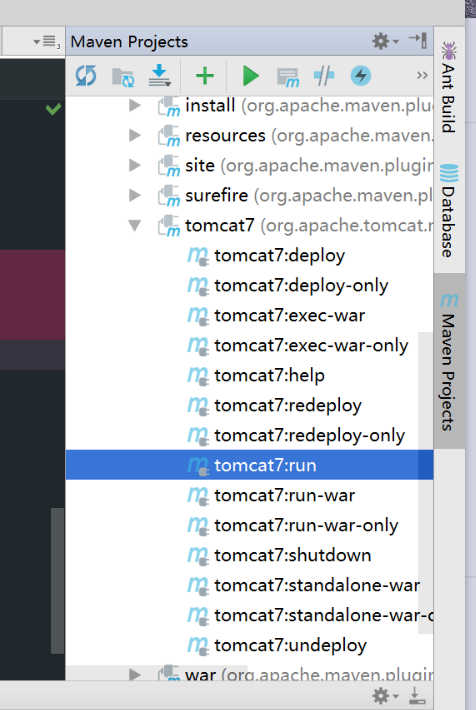 Maven Projects
install (org.apache.maven.plu
resources (org.apache.maven.
site (org.apache.maven.plugin
surefire (org.apache.maven.pl
tomcat7 (org.apache.tomcat.
tomcat7:deploy
tomcat7:deploy-only
tomcat7:exec-war
tomcat7:exec-war-only
tomcat7:help
tomcat7:redeploy
tomcat7:redeploy-only
tomcat7:run
tomcat7:run-war
tomcat7:run-war-only
tomcat7:shutdown
tomcat7:standalone-war
tomcat7:standalone-war-o
tomcat7:undeploy
war (org.apache.maven.plugin
Ant Build
Database
Maven Projects